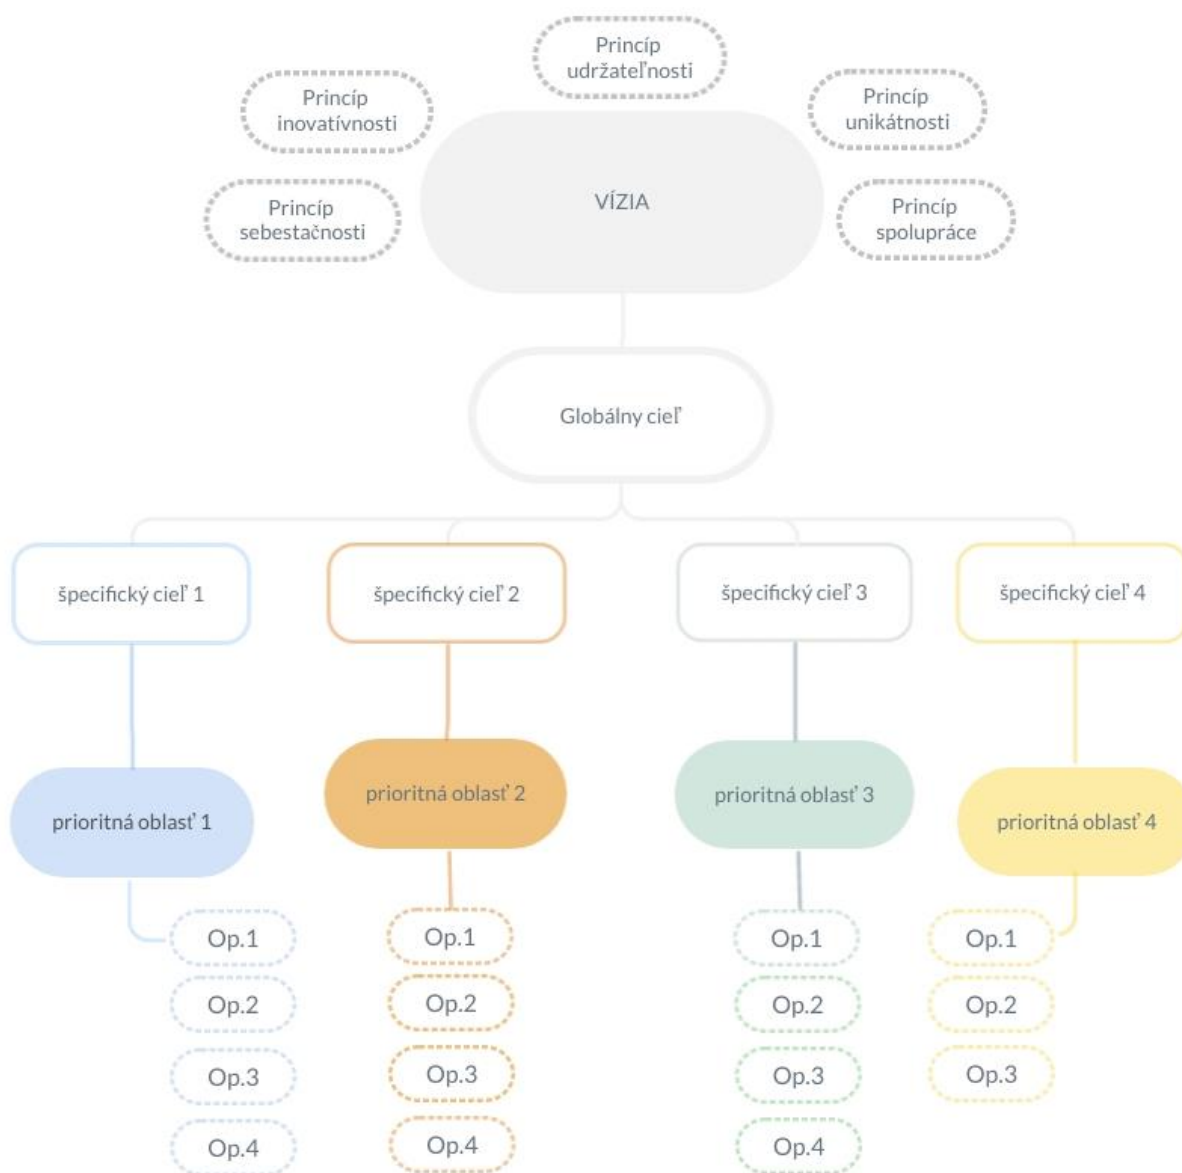 Princíp
udržateľnosti
Princíp
inovatívnosti
Princíp
unikátnosti
Princíp
sebestačnosti
VÍZIA
Princíp
spolupráce
Globálny cieľ
špecifický cieľ 1
špecifický cieľ 2
špecifický cieľ 3
špecifický cieľ 4
prioritná oblasť 1
prioritná oblasť 2
prioritná oblasť 3
prioritná oblasť 4
Op.1
Op.1
Op.1
Op.1
Op.2
Op.2
Op.2
Op.2
Op.3
Op.3
Op.3
Op.3
Op.4
Op.4
Op.4